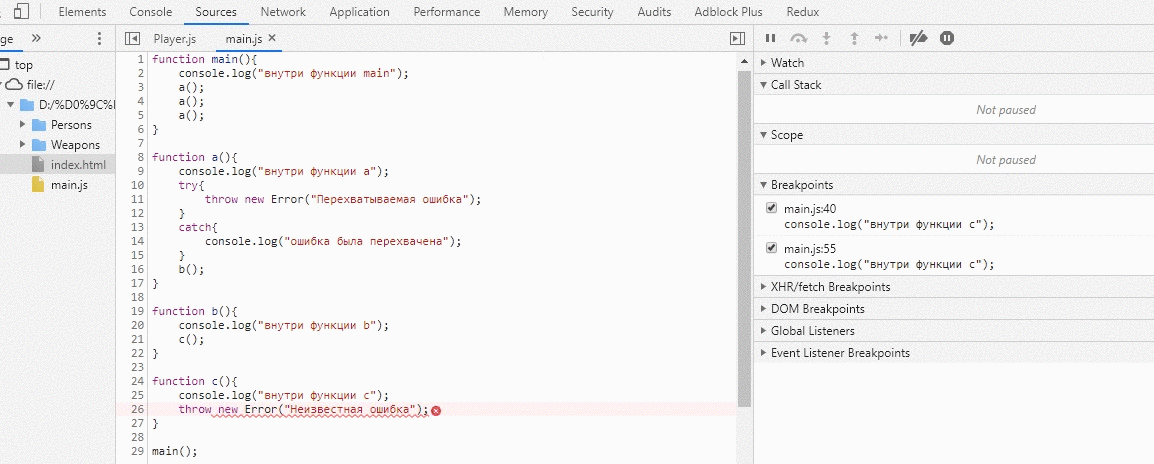 Elements Console Sources Network Application Performance Memory Security Audits Adblock Plus Redux
ge » Player.js main.js ×
top
file://
D:/%D0%9C%I
Persons
Weapons
index.html
main.js
1 function main(){
2 console.log("внутри функции main");
3 a();
4 a();
5 a();
6 }
7
8 function a(){
9 console.log("внутри функции a");
10 try{
11 throw new Error("Перехватываемая ошибка");
12 }
13 catch{
14 console.log("ошибка была перехвачена");
15 }
16 b();
17 }
18
19 function b(){
20 console.log("внутри функции b");
21 c();
22 }
23
24 function c(){
25 console.log("внутри функции c");
26 throw new Error("Неизвестная ошибка");
27 }
28
29 main();
Watch
Call Stack
Not paused
Scope
Not paused
Breakpoints
main.js:40
console.log("внутри функции c");
main.js:55
console.log("внутри функции c");
XHR/fetch Breakpoints
DOM Breakpoints
Global Listeners
Event Listener Breakpoints